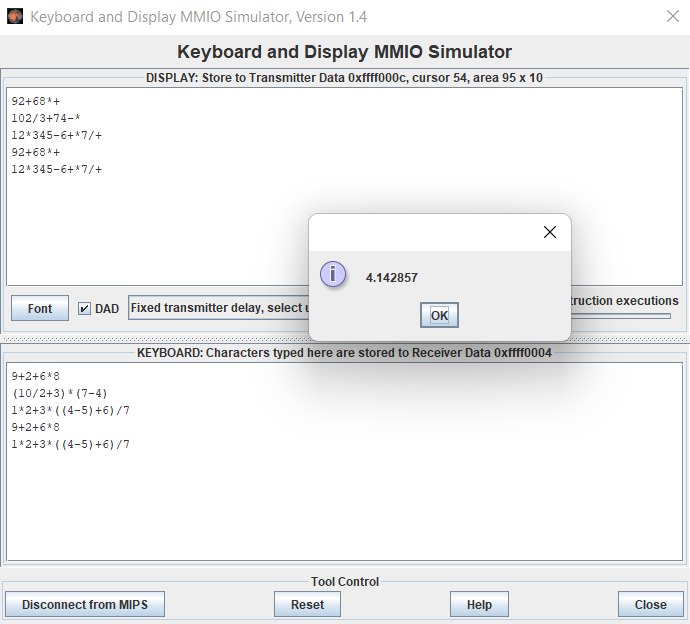 Keyboard and Display MMIO Simulator, Version 1.4
Keyboard and Display MMIO Simulator
DISPLAY: Store to Transmitter Data 0xffff000c, cursor 54, area 95 x 10
92+68*+
102/3+74-*
12*345-6+*7/+
92+68*+
12*345-6+*7/+
4.142857
OK
Font
DAD
Fixed transmitter delay, select
truction executions
KEYBOARD: Characters typed here are stored to Receiver Data 0xffff0004
9+2+6*8
(10/2+3)*(7-4)
1*2+3*((4-5)+6)/7
9+2+6*8
1*2+3*((4-5)+6)/7
Tool Control
Disconnect from MIPS
Reset
Help
Close